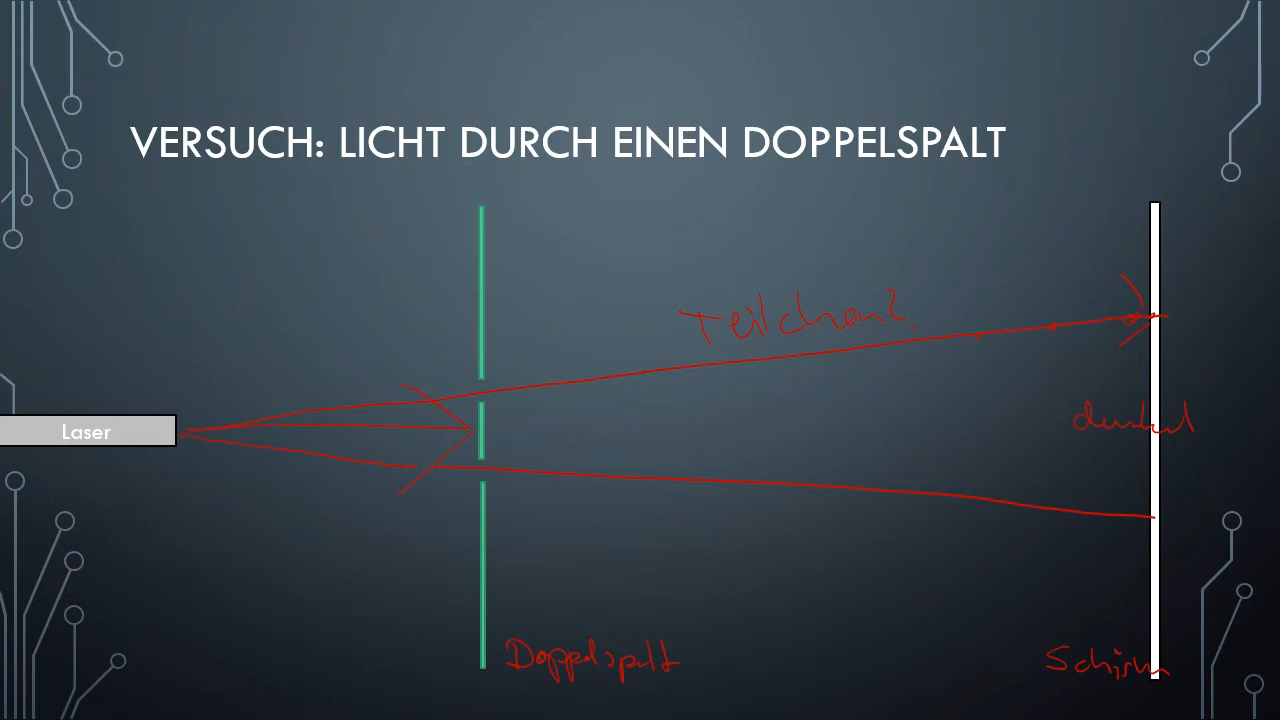 VERSUCH: LICHT DURCH EINEN DOPPELSPALT
Teilchen?
dunkel
Laser
Doppelspalt
Schirm